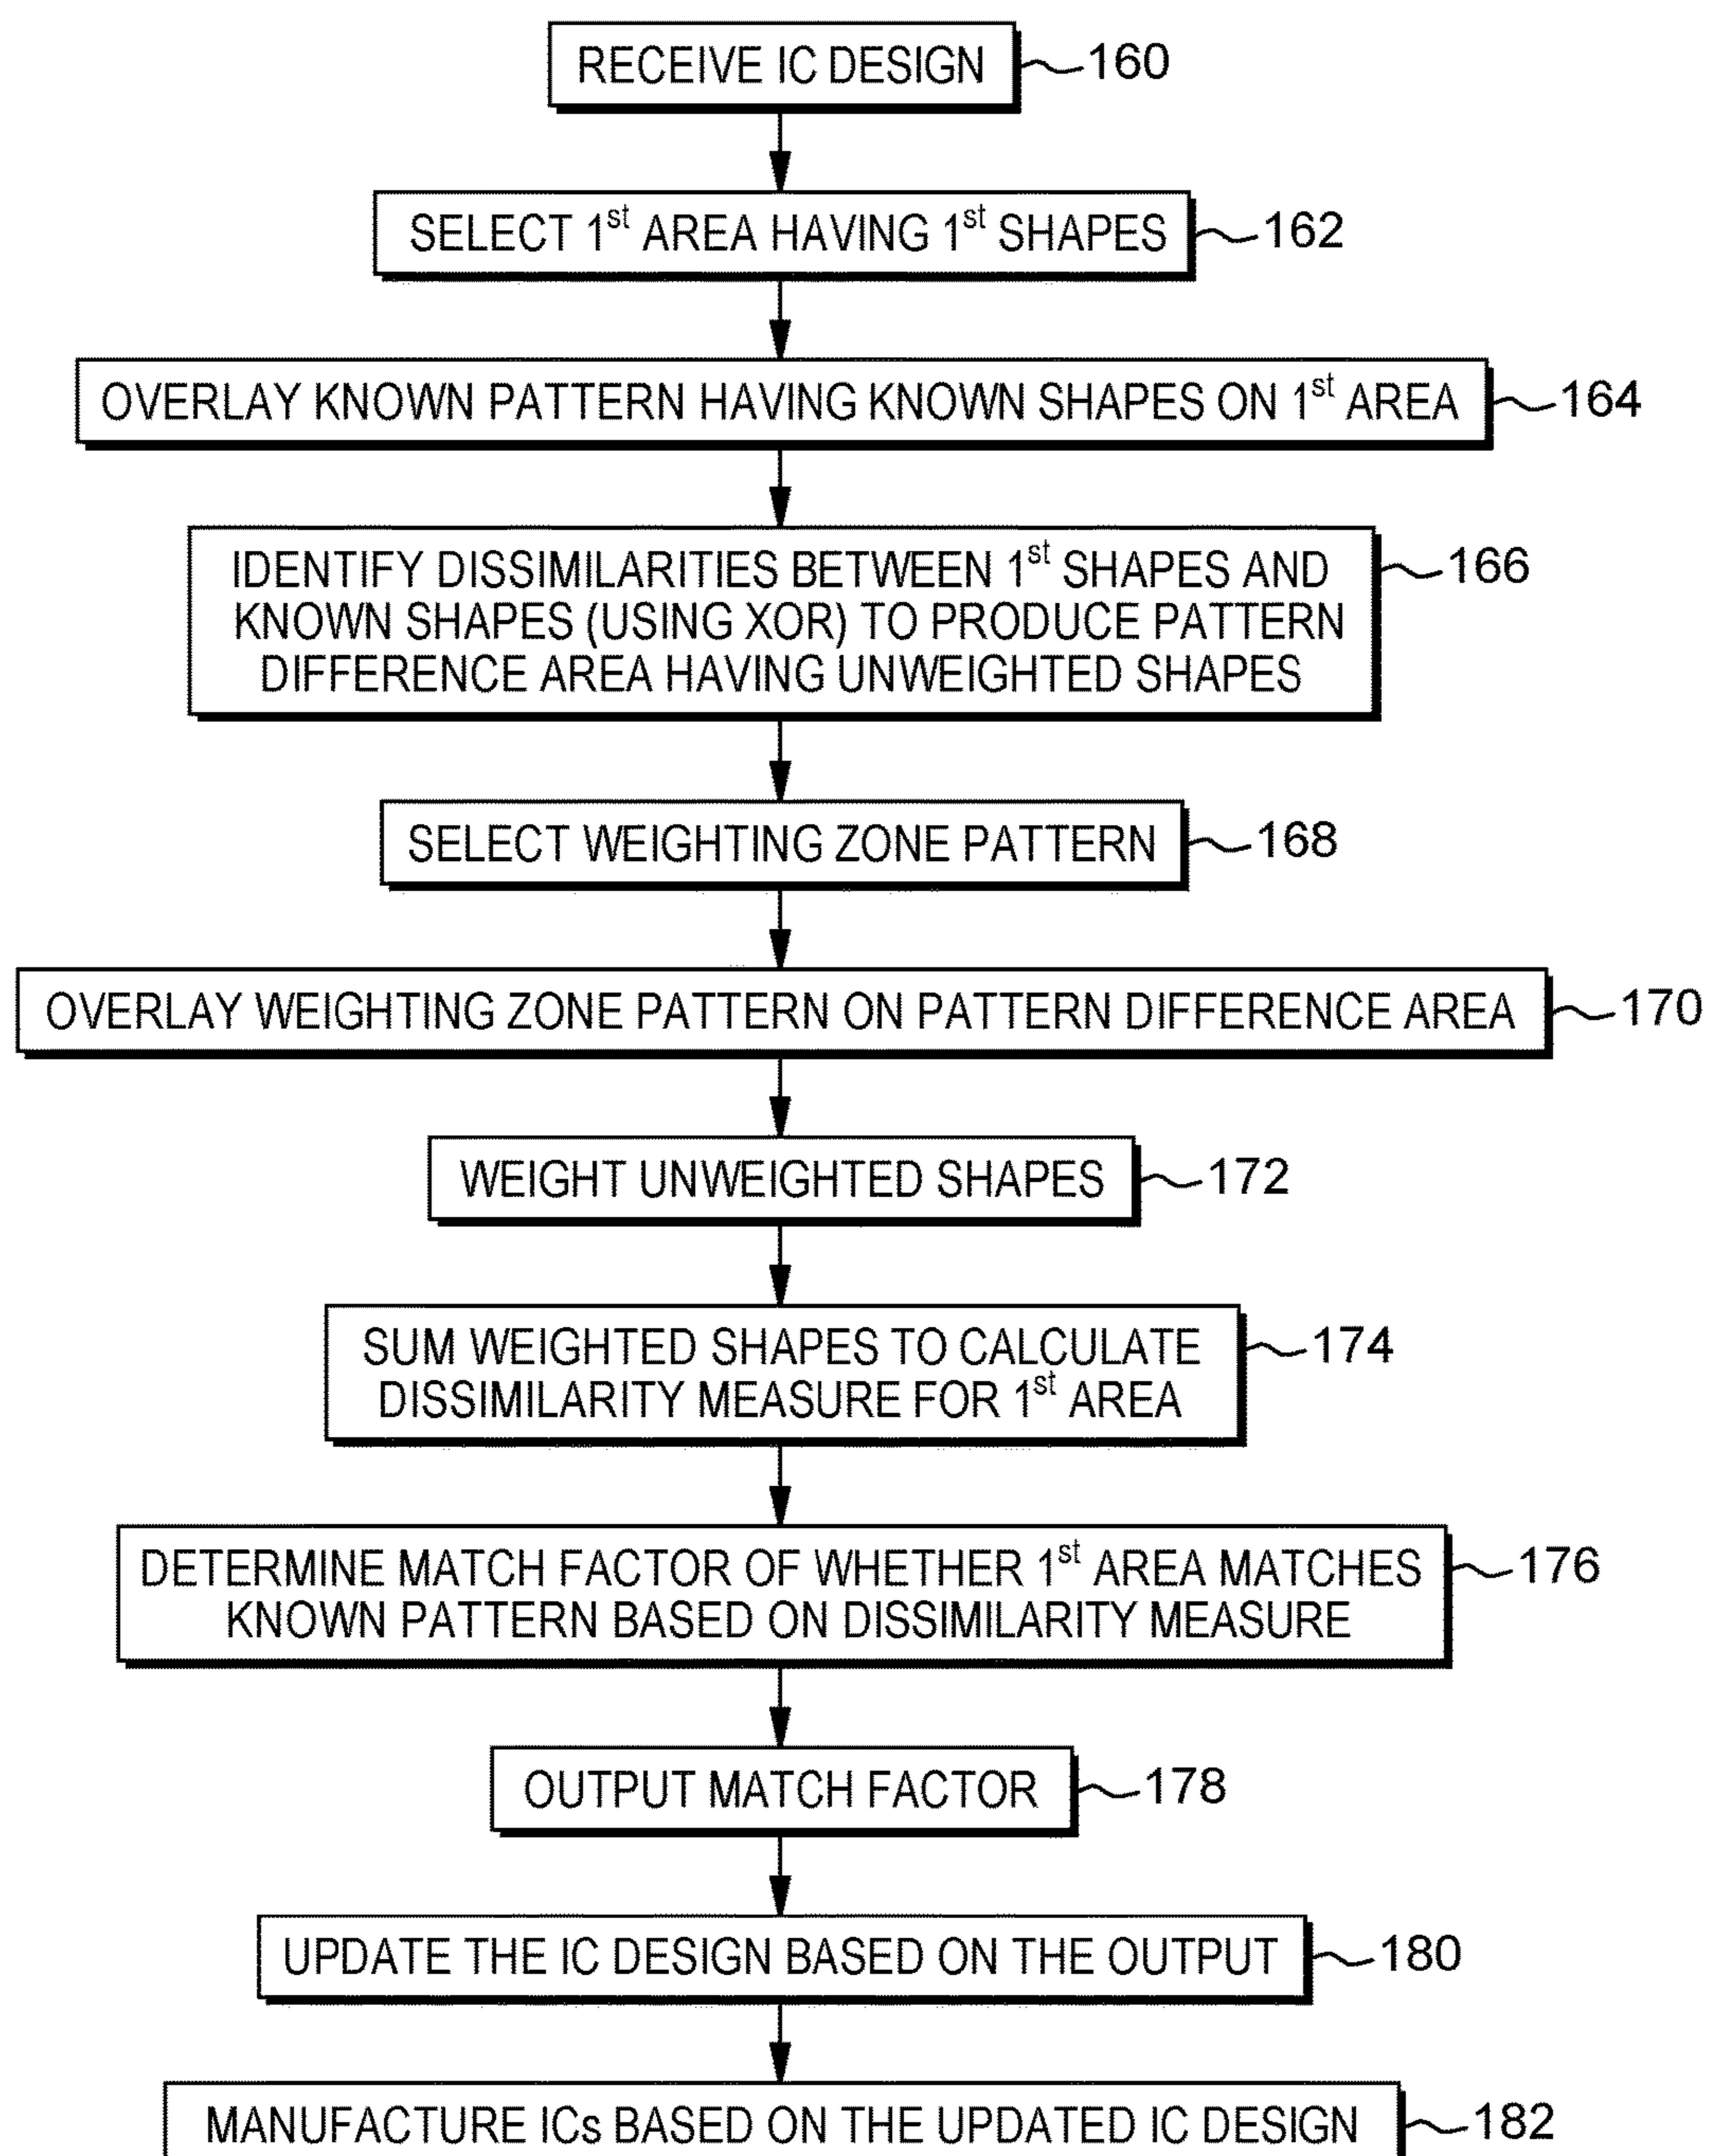 RECEIVE IC DESIGN 160
SELECT 1st AREA HAVING 1st SHAPES 162
OVERLAY KNOWN PATTERN HAVING KNOWN SHAPES ON 1st AREA 164
IDENTIFY DISSIMILARITIES BETWEEN 1st SHAPES AND 166
KNOWN SHAPES (USING XOR) TO PRODUCE PATTERN
DIFFERENCE AREA HAVING UNWEIGHTED SHAPES
SELECT WEIGHTING ZONE PATTERN 168
OVERLAY WEIGHTING ZONE PATTERN ON PATTERN DIFFERENCE AREA 170
WEIGHT UNWEIGHTED SHAPES 172
SUM WEIGHTED SHAPES TO CALCULATE 174
DISSIMILARITY MEASURE FOR 1st AREA
DETERMINE MATCH FACTOR OF WHETHER 1st AREA MATCHES 176
KNOWN PATTERN BASED ON DISSIMILARITY MEASURE
OUTPUT MATCH FACTOR 178
UPDATE THE IC DESIGN BASED ON THE OUTPUT 180
MANUFACTURE ICs BASED ON THE UPDATED IC DESIGN 182